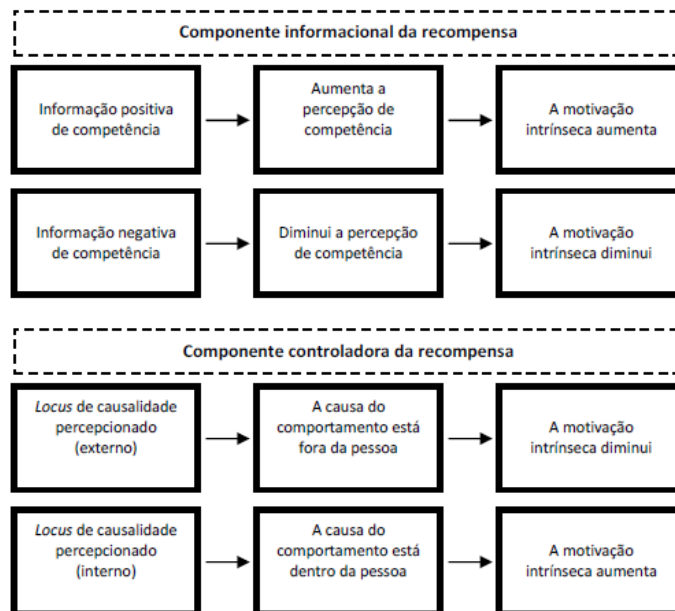 Componente informacional da recompensa
Informação positiva
de competência
Aumenta a
percepção de
competência
A motivação
intrínseca aumenta
Informação negativa
de competência
Diminui a percepção
de competência
A motivação
intrínseca diminui
Componente controladora da recompensa
Locus de causalidade
percepcionado
(externo)
A causa do
comportamento está
fora da pessoa
A motivação
intrínseca diminui
Locus de causalidade
percepcionado
(interno)
A causa do
comportamento está
dentro da pessoa
A motivação
intrínseca aumenta